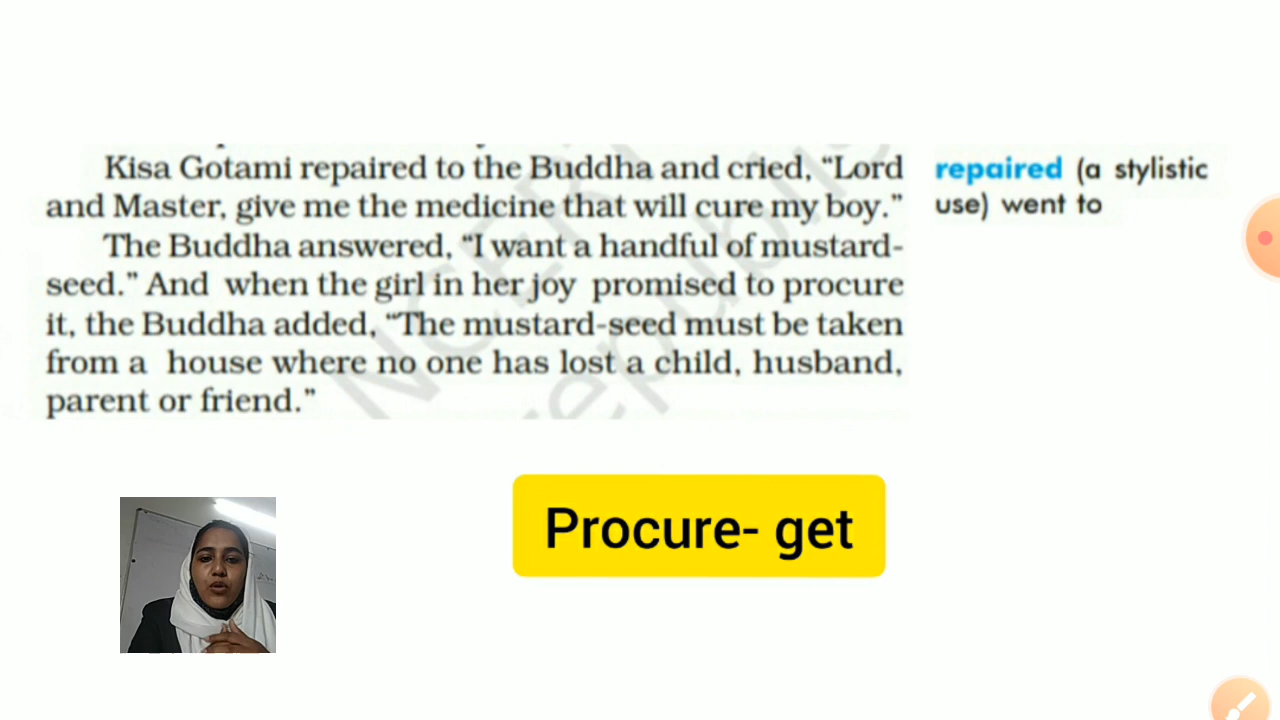 Kisa Gotami repaired to the Buddha and cried, “Lord
and Master, give me the medicine that will cure my boy.”
The Buddha answered, “I want a handful of mustard-
seed.” And when the girl in her joy promised to procure
it, the Buddha added, “The mustard-seed must be taken
from a house where no one has lost a child, husband,
parent or friend.”
repaired (a stylistic
use) went to
NCERT
republi
Procure- get